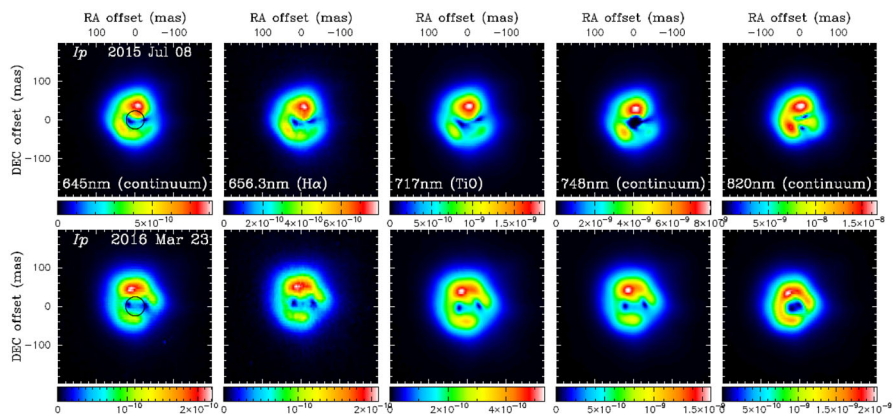 RA offset (mas) RA offset (mas) RA offset (mas) RA offset (mas) RA offset (mas)
100 0 -100 100 0 -100 100 0 -100 100 0 -100 -100 0 100
DEC offset (mas)
100
0
-100
Ip 2015 Jul 08
645nm (continuum) 656.3nm (Hα) 717nm (TiO) 748nm (continuum) 820nm (continuum)
0 5×10⁻¹⁰ 0 2×10⁻¹⁰ 4×10⁻¹⁰ 0 5×10⁻¹⁰ 10⁻⁹ 1.5×10⁻⁹ 0 2×10⁻⁹ 4×10⁻⁹ 6×10⁻⁹ 8×10⁻⁹ 0 5×10⁻⁹ 10⁻⁸ 1.5×10⁻⁸
DEC offset (mas)
100
0
-100
Ip 2016 Mar 23
0 10⁻¹⁰ 2×10⁻¹⁰ 0 10⁻¹⁰ 2×10⁻¹⁰ 0 2×10⁻¹⁰ 4×10⁻¹⁰ 0 5×10⁻¹⁰ 10⁻⁹ 1.5×10⁻⁹ 0 5×10⁻¹⁰ 10⁻⁹ 1.5×10⁻⁹ 2×10⁻⁹